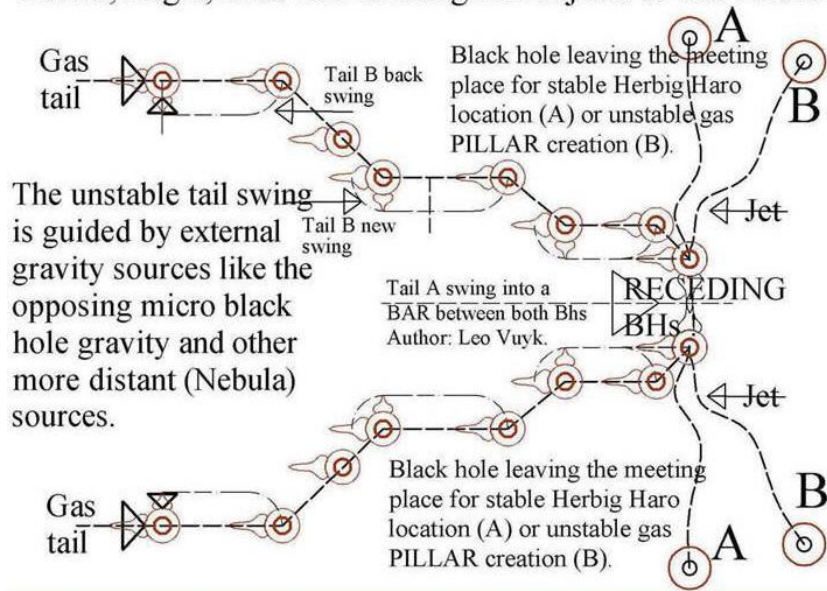 A
Gas
tail
Tail B back
swing
Black hole leaving the meeting
place for stable Herbig Haro
location (A) or unstable gas
PILLAR creation (B).
B
The unstable tail swing
is guided by external
gravity sources like the
opposing micro black
hole gravity and other
more distant (Nebula)
sources.
Tail B new
swing
Jet
Tail A swing into a
BAR between both Bhs
Author: Leo Vuyk.
RECEDING
BHs
Jet
Black hole leaving the meeting
place for stable Herbig Haro
location (A) or unstable gas
PILLAR creation (B).
Gas
tail
A
B